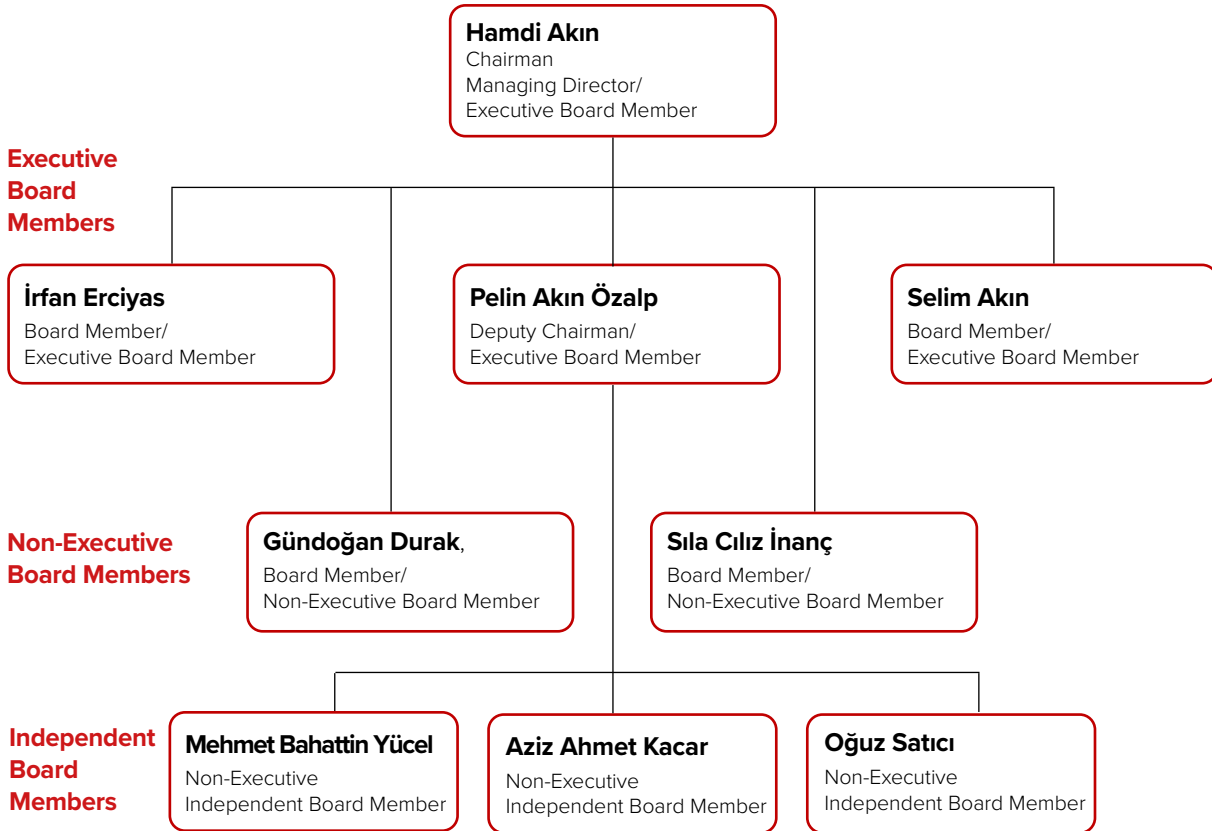 Hamdi Akın
Chairman
Managing Director/
Executive Board Member
Executive
Board
Members
İrfan Erciyas
Board Member/
Executive Board Member
Pelin Akın Özalp
Deputy Chairman/
Executive Board Member
Selim Akın
Board Member/
Executive Board Member
Non-Executive
Board Members
Gündoğan Durak,
Board Member/
Non-Executive Board Member
Sıla Cılız İnanç
Board Member/
Non-Executive Board Member
Independent
Board
Members
Mehmet Bahattin Yücel
Non-Executive
Independent Board Member
Aziz Ahmet Kacar
Non-Executive
Independent Board Member
Oğuz Satıcı
Non-Executive
Independent Board Member